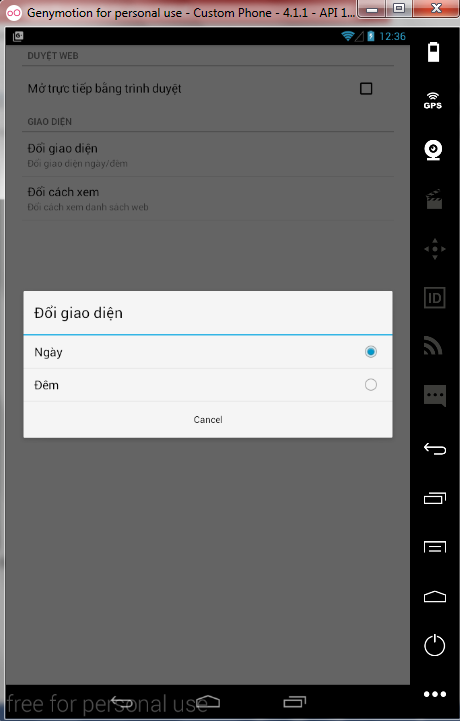 Genymotion for personal use - Custom Phone - 4.1.1 - API 1...
12:36
DUYỆT WEB
Mở trực tiếp bằng trình duyệt
GIAO DIỆN
Đổi giao diện
Đổi giao diện ngày/đêm
Đổi cách xem
Đổi cách xem danh sách web
Đổi giao diện
Ngày
Đêm
Cancel
GPS
ID
free for personal use